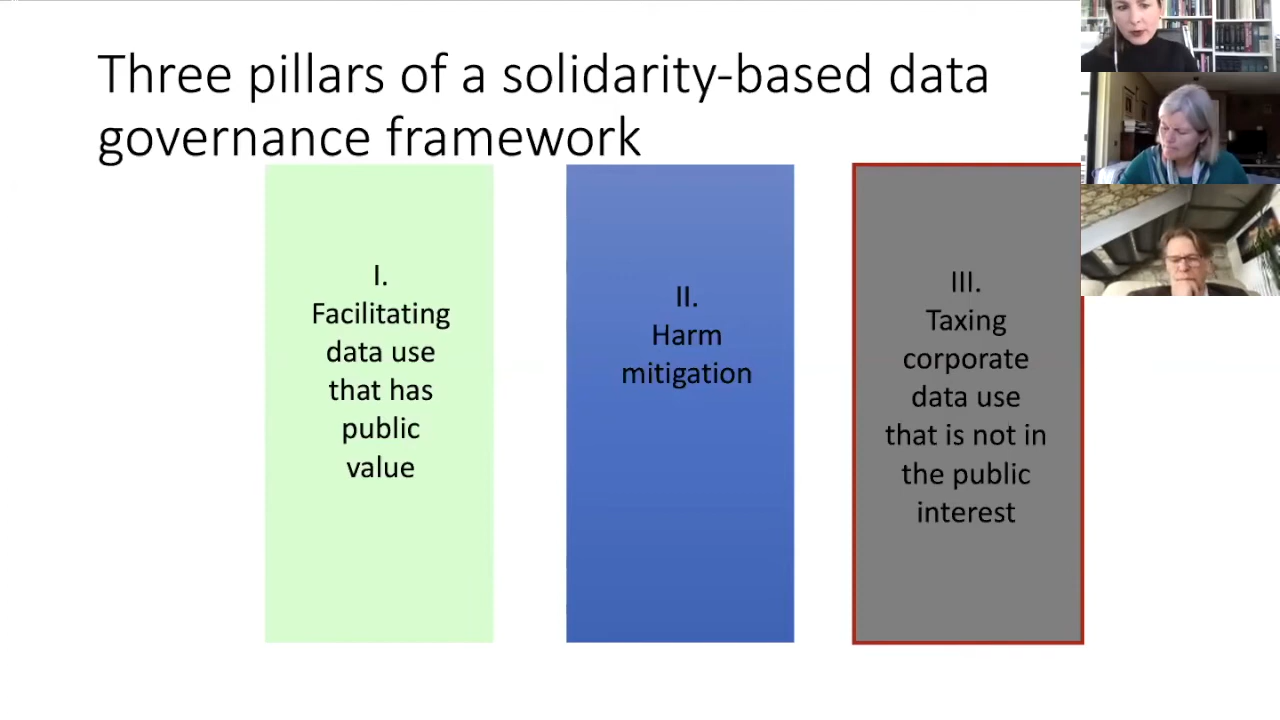 Three pillars of a solidarity-based data
governance framework
I.
Facilitating
data use
that has
public
value
II.
Harm
mitigation
III.
Taxing
corporate
data use
that is not in
the public
interest